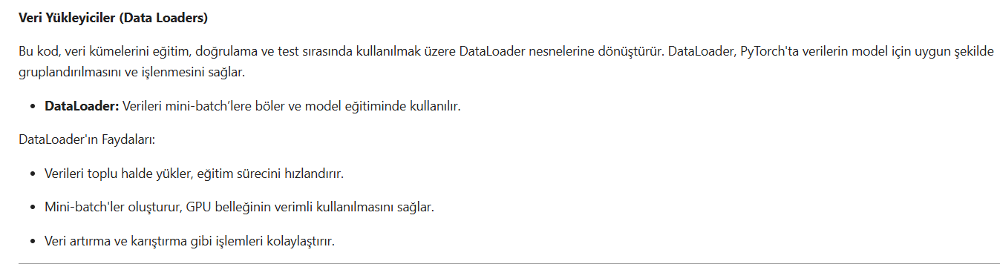 Veri Yükleyiciler (Data Loaders)
Bu kod, veri kümelerini eğitim, doğrulama ve test sırasında kullanılmak üzere DataLoader nesnelerine dönüştürür. DataLoader, PyTorch'ta verilerin model için uygun şekilde
gruplandırılmasını ve işlenmesini sağlar.
• DataLoader: Verileri mini-batch’lere böler ve model eğitiminde kullanılır.
DataLoader'ın Faydaları:
• Verileri toplu halde yükler, eğitim sürecini hızlandırır.
• Mini-batch'ler oluşturur, GPU belleğinin verimli kullanılmasını sağlar.
• Veri artırma ve karıştırma gibi işlemleri kolaylaştırır.